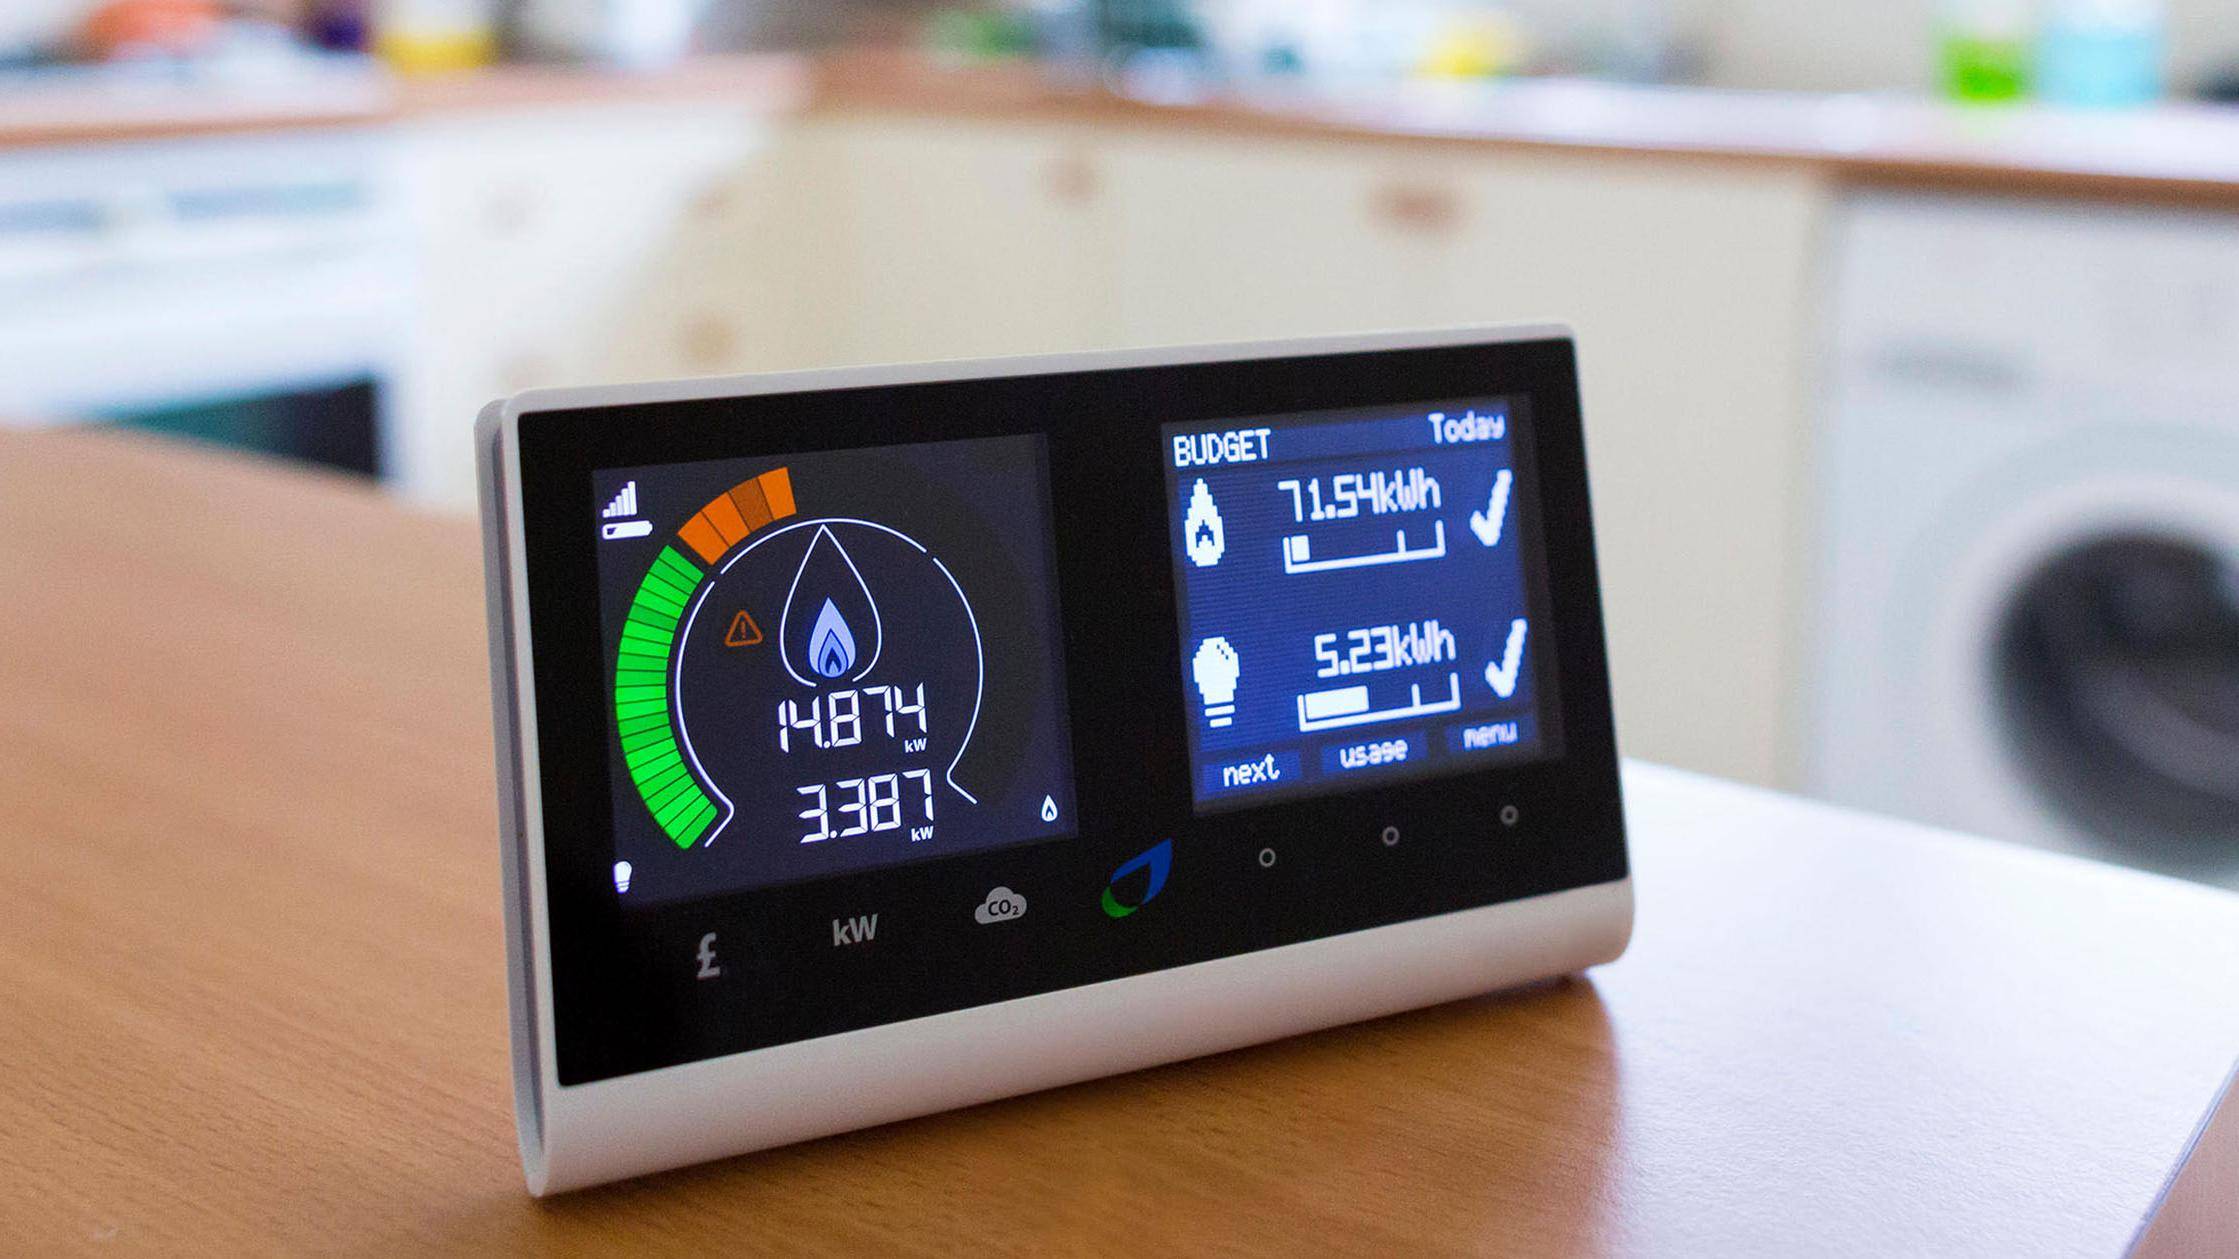 14.874
kW
3.387
kW
£
kW
CO₂
BUDGET Today
71.54kWh
5.23kWh
next usage menu